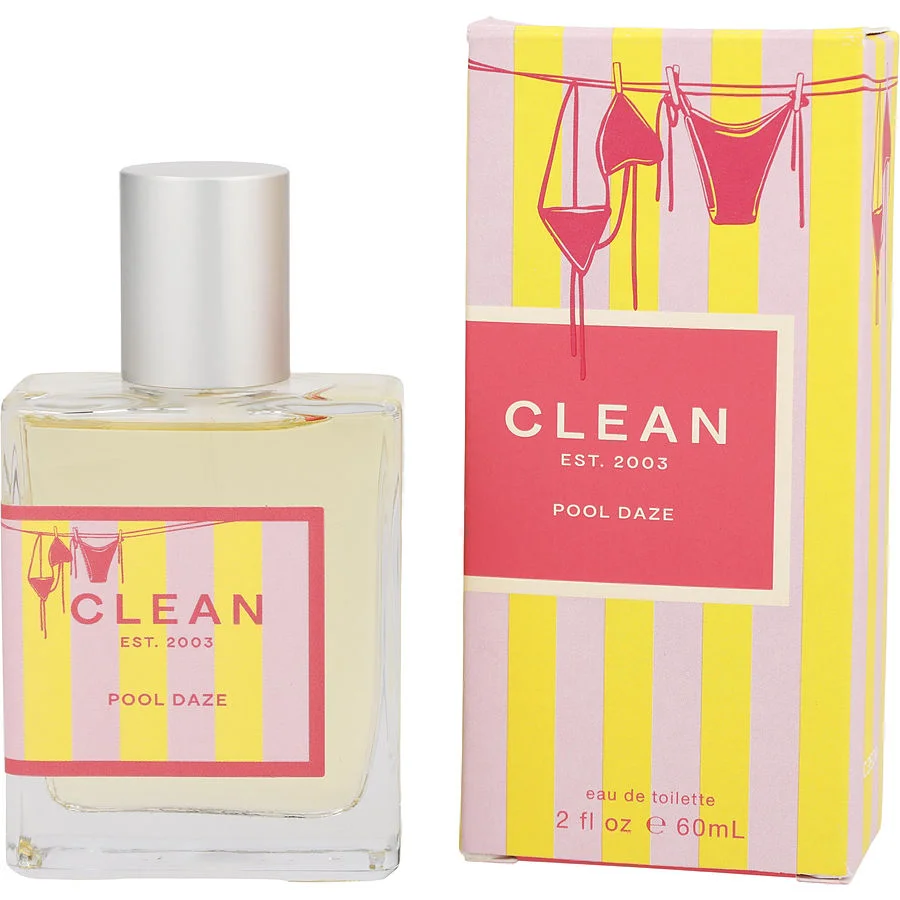 CLEAN
EST. 2003
POOL DAZE
CLEAN
EST. 2003
POOL DAZE
eau de toilette
2 fl oz ℮ 60mL